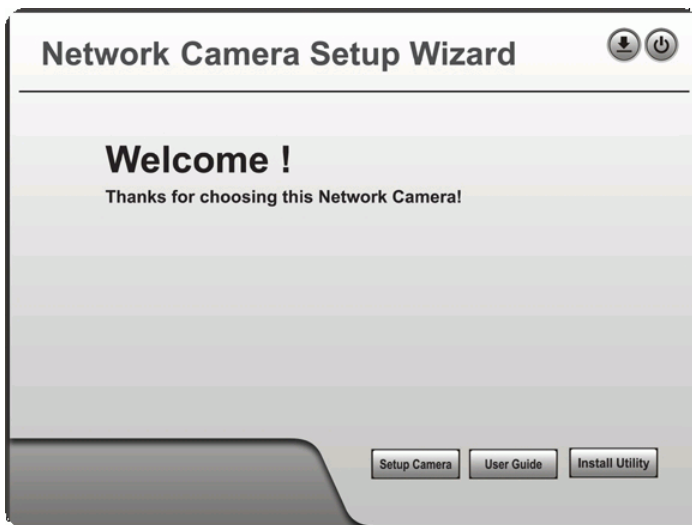 Network Camera Setup Wizard
Welcome !
Thanks for choosing this Network Camera!
Setup Camera
User Guide
Install Utility